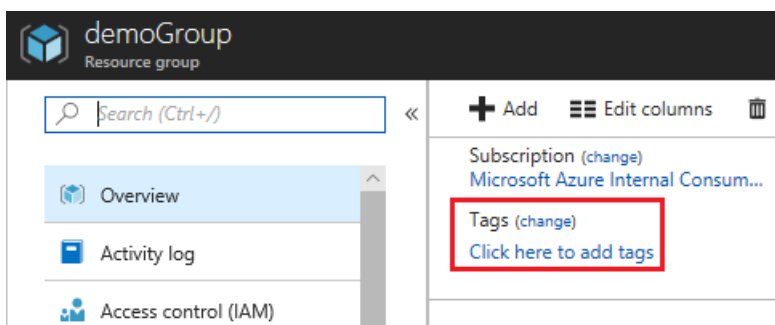 demoGroup
Resource group
Search (Ctrl+/)
«
Add
Edit columns
Overview
Activity log
Access control (IAM)
Subscription (change)
Microsoft Azure Internal Consum...
Tags (change)
Click here to add tags